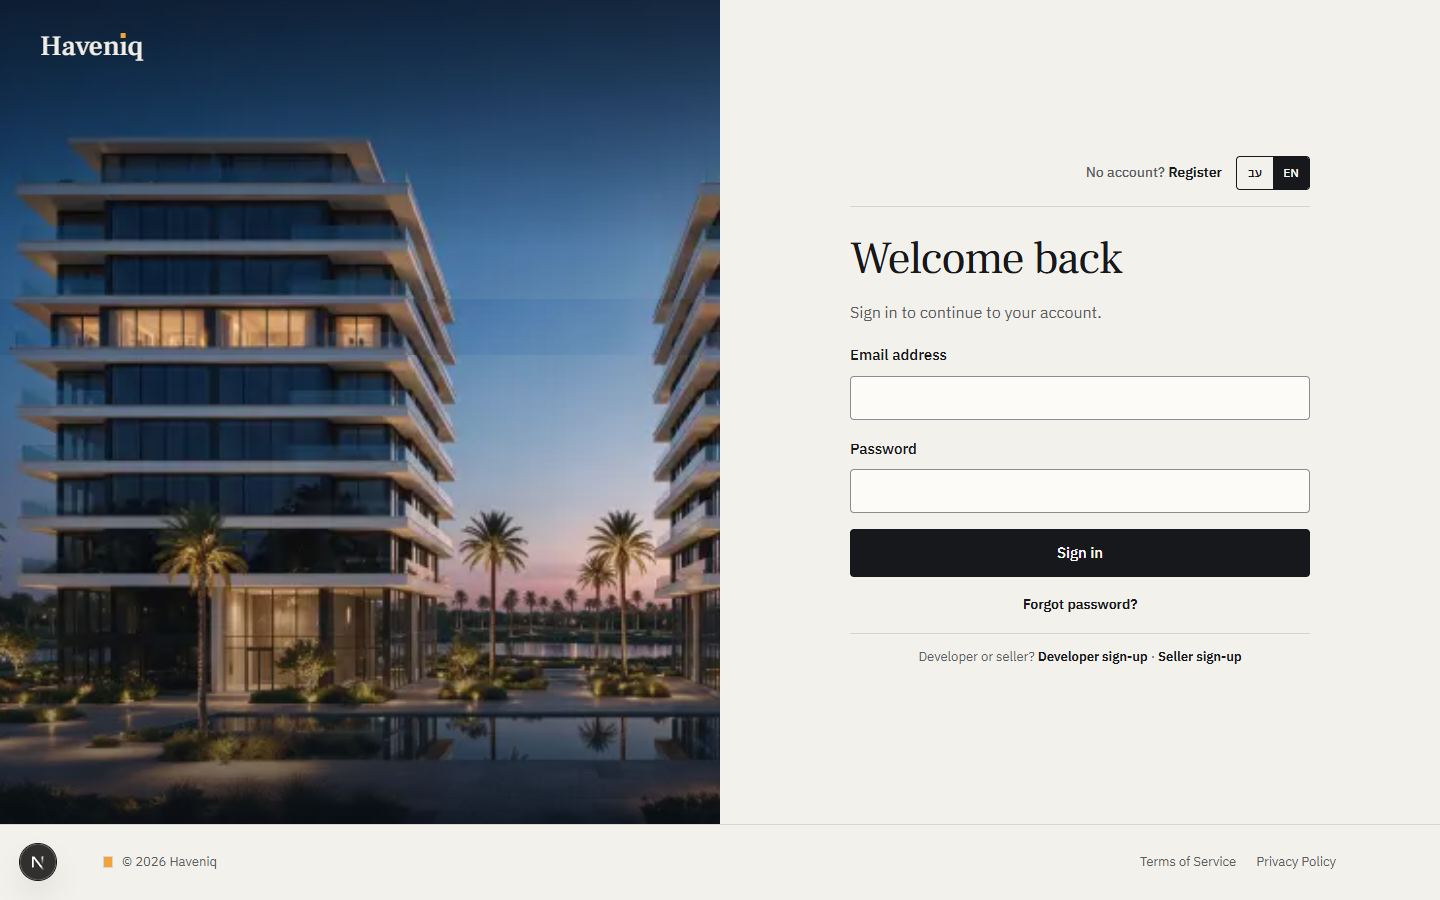 Haveniq
No account? Register
עב
EN
Welcome back
Sign in to continue to your account.
Email address
Password
Sign in
Forgot password?
Developer or seller? Developer sign-up · Seller sign-up
N
© 2026 Haveniq
Terms of Service
Privacy Policy